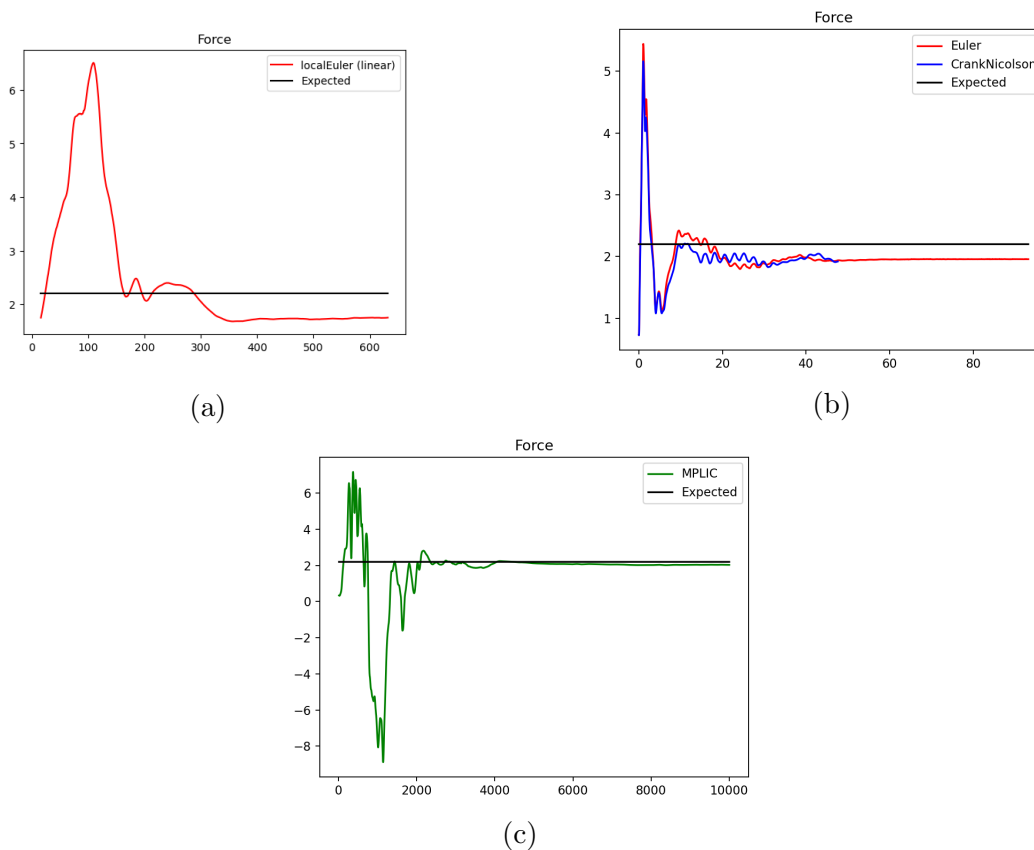 Force
localEuler (linear)
Expected
6
5
4
3
2
0 100 200 300 400 500 600
(a)
Force
Euler
CrankNicolson
Expected
5
4
3
2
1
0 20 40 60 80
(b)
Force
MPLIC
Expected
6
4
2
0
−2
−4
−6
−8
0 2000 4000 6000 8000 10000
(c)